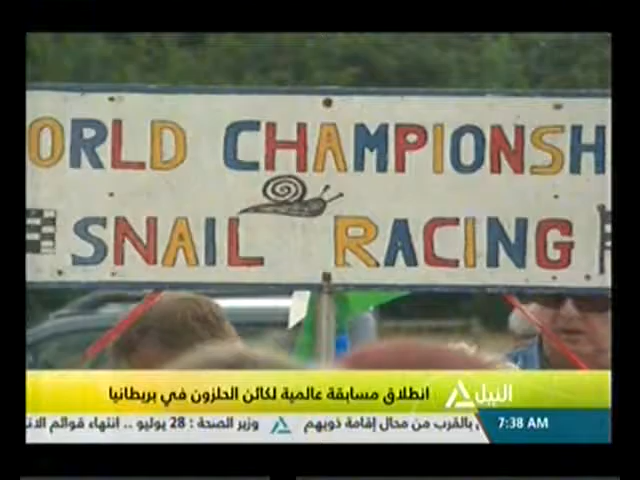 ORLD CHAMPIONSH
SNAIL RACING
انطلاق مسابقة عالمية لكائن الحلزون في بريطانيا
النيل
بالقرب من محال إقامة ذويهم
وزير الصحة : 28 يوليو .. انتهاء قوائم
7:38 AM